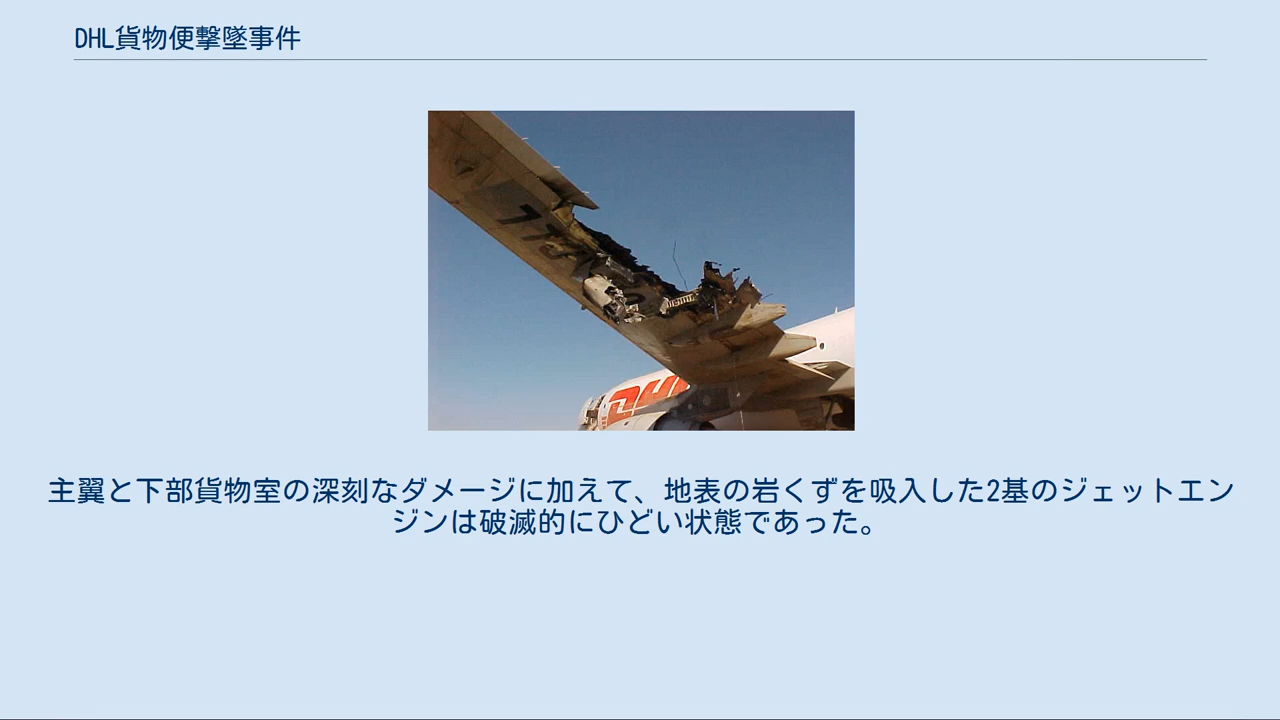 DHL貨物便撃墜事件
DHL
主翼と下部貨物室の深刻なダメージに加えて、地表の岩くずを吸入した2基のジェットエン
ジンは破滅的にひどい状態であった。